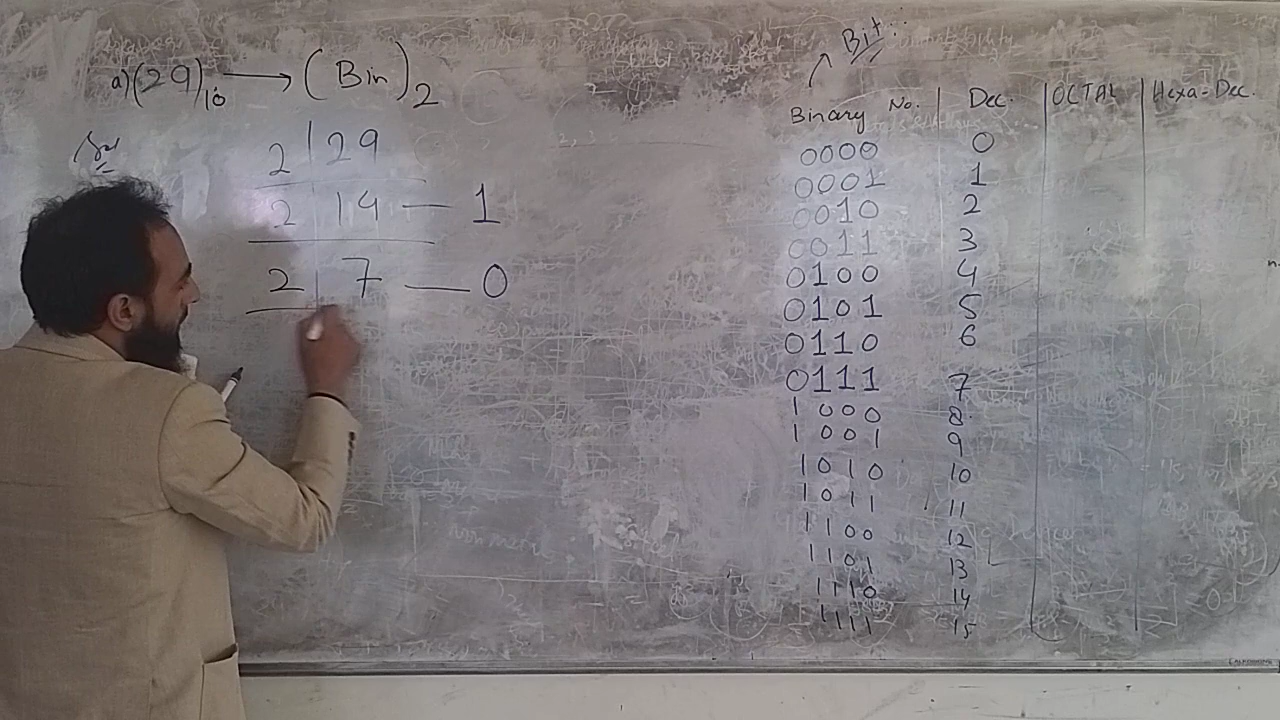 a) (29)10 → (Bin)2
Sol
2 | 29
2 | 14 — 1
2 | 7 — 0
Bit...
Binary No. | Dec. | OCTAL | Hexa-Dec.
0000 0
0001 1
0010 2
0011 3
0100 4
0101 5
0110 6
0111 7
1000 8
1001 9
1010 10
1011 11
1100 12
1101 13
1110 14
1111 15